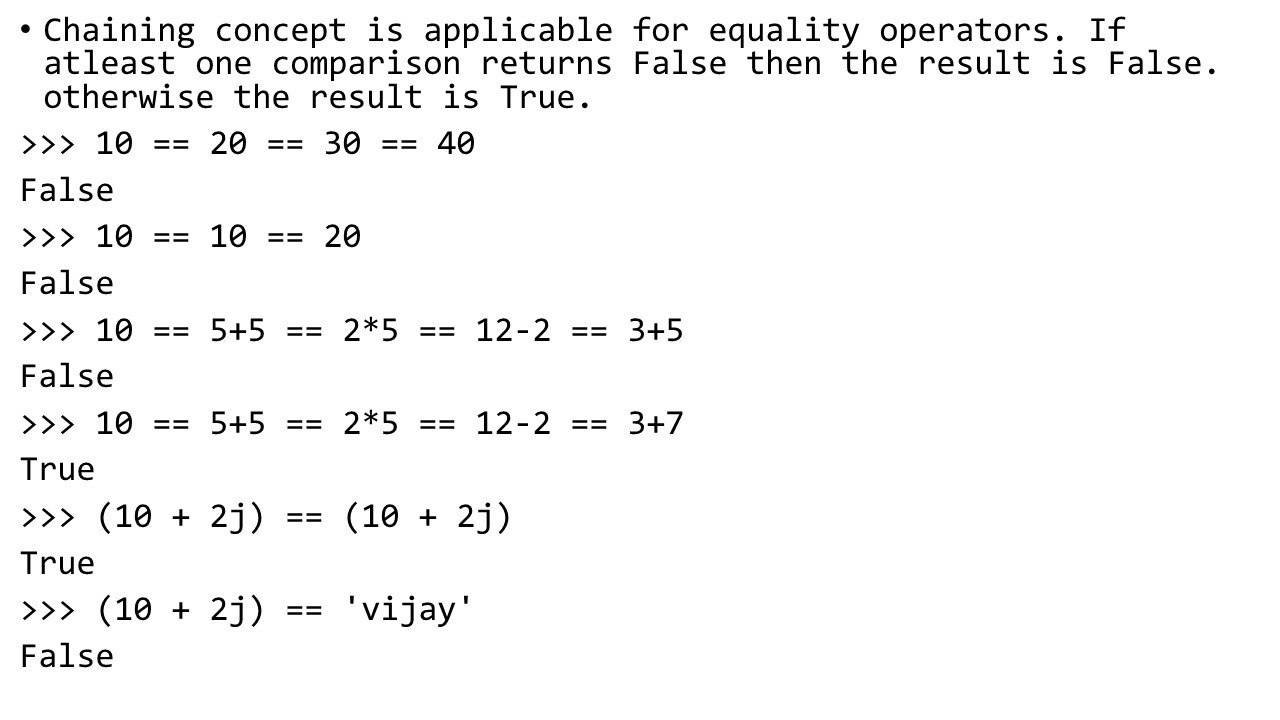 • Chaining concept is applicable for equality operators. If
atleast one comparison returns False then the result is False.
otherwise the result is True.
>>> 10 == 20 == 30 == 40
False
>>> 10 == 10 == 20
False
>>> 10 == 5+5 == 2*5 == 12-2 == 3+5
False
>>> 10 == 5+5 == 2*5 == 12-2 == 3+7
True
>>> (10 + 2j) == (10 + 2j)
True
>>> (10 + 2j) == 'vijay'
False